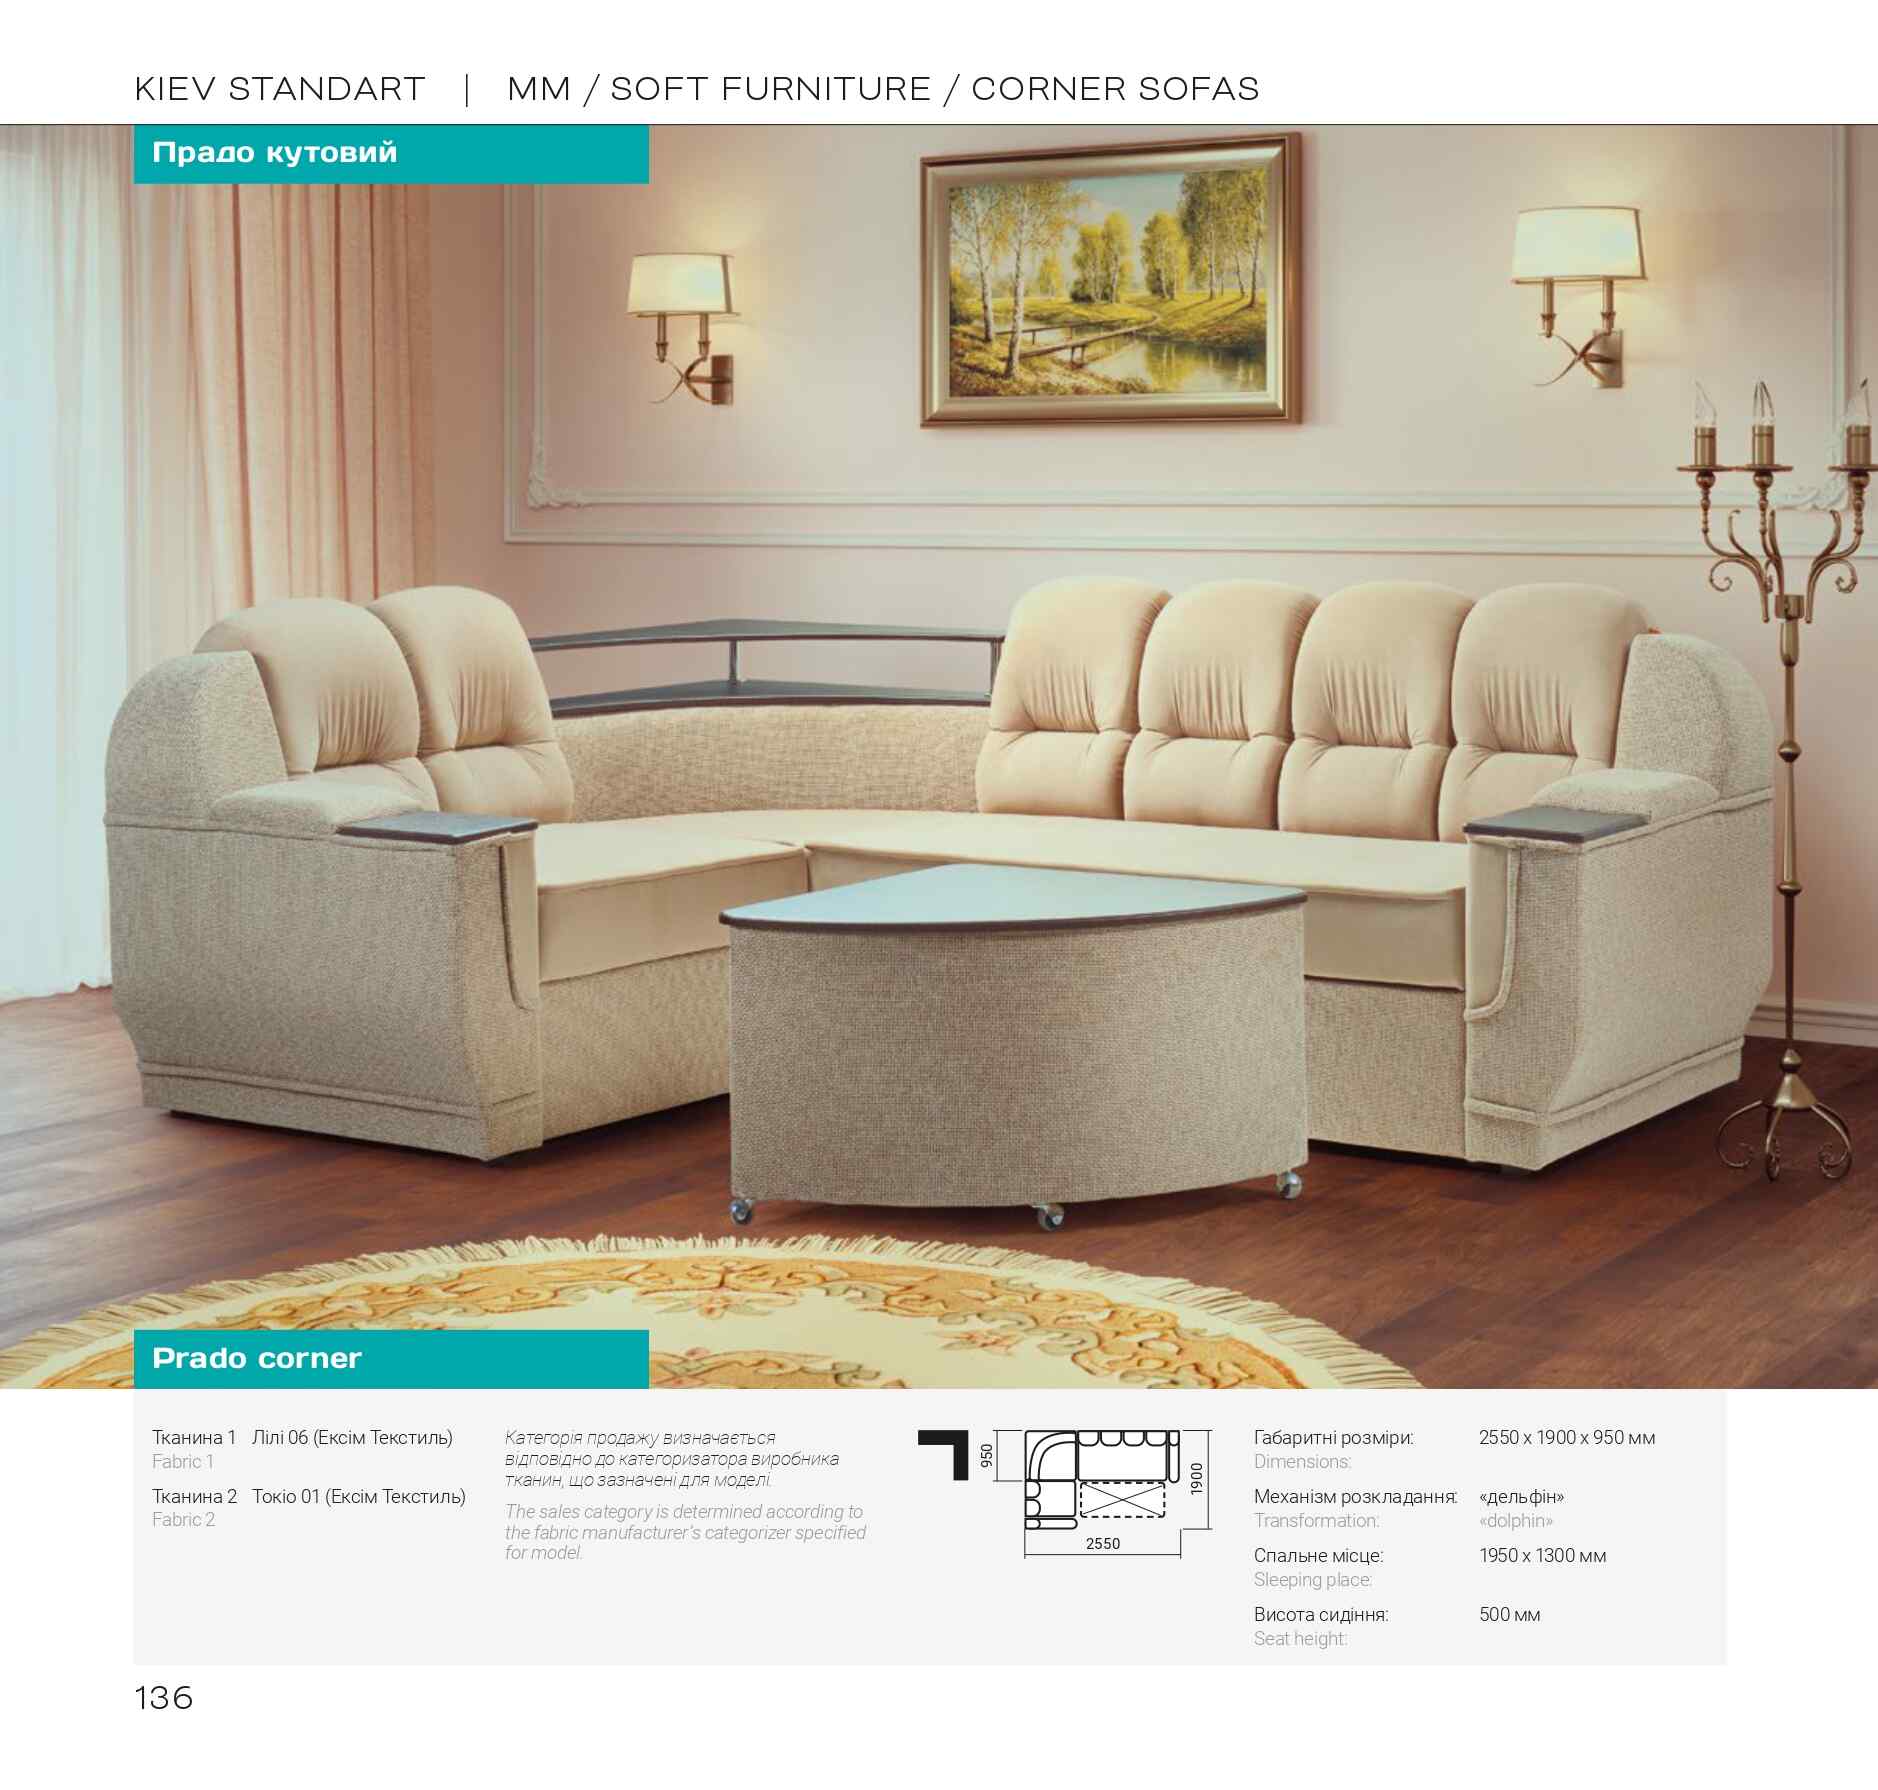 KIEV STANDART | MM / SOFT FURNITURE / CORNER SOFAS
Прадо кутовий
Prado corner
Тканина 1 Лілі 06 (Ексім Текстиль)
Fabric 1
Тканина 2 Токіо 01 (Ексім Текстиль)
Fabric 2
Категорія продажу визначається
відповідно до категоризатора виробника
тканин, що зазначені для моделі.
The sales category is determined according to
the fabric manufacturer's categorizer specified
for model.
950
1900
2550
Габаритні розміри: 2550 х 1900 х 950 мм
Dimensions:
Механізм розкладання: «дельфін»
Transformation: «dolphin»
Спальне місце: 1950 х 1300 мм
Sleeping place:
Висота сидіння: 500 мм
Seat height:
136